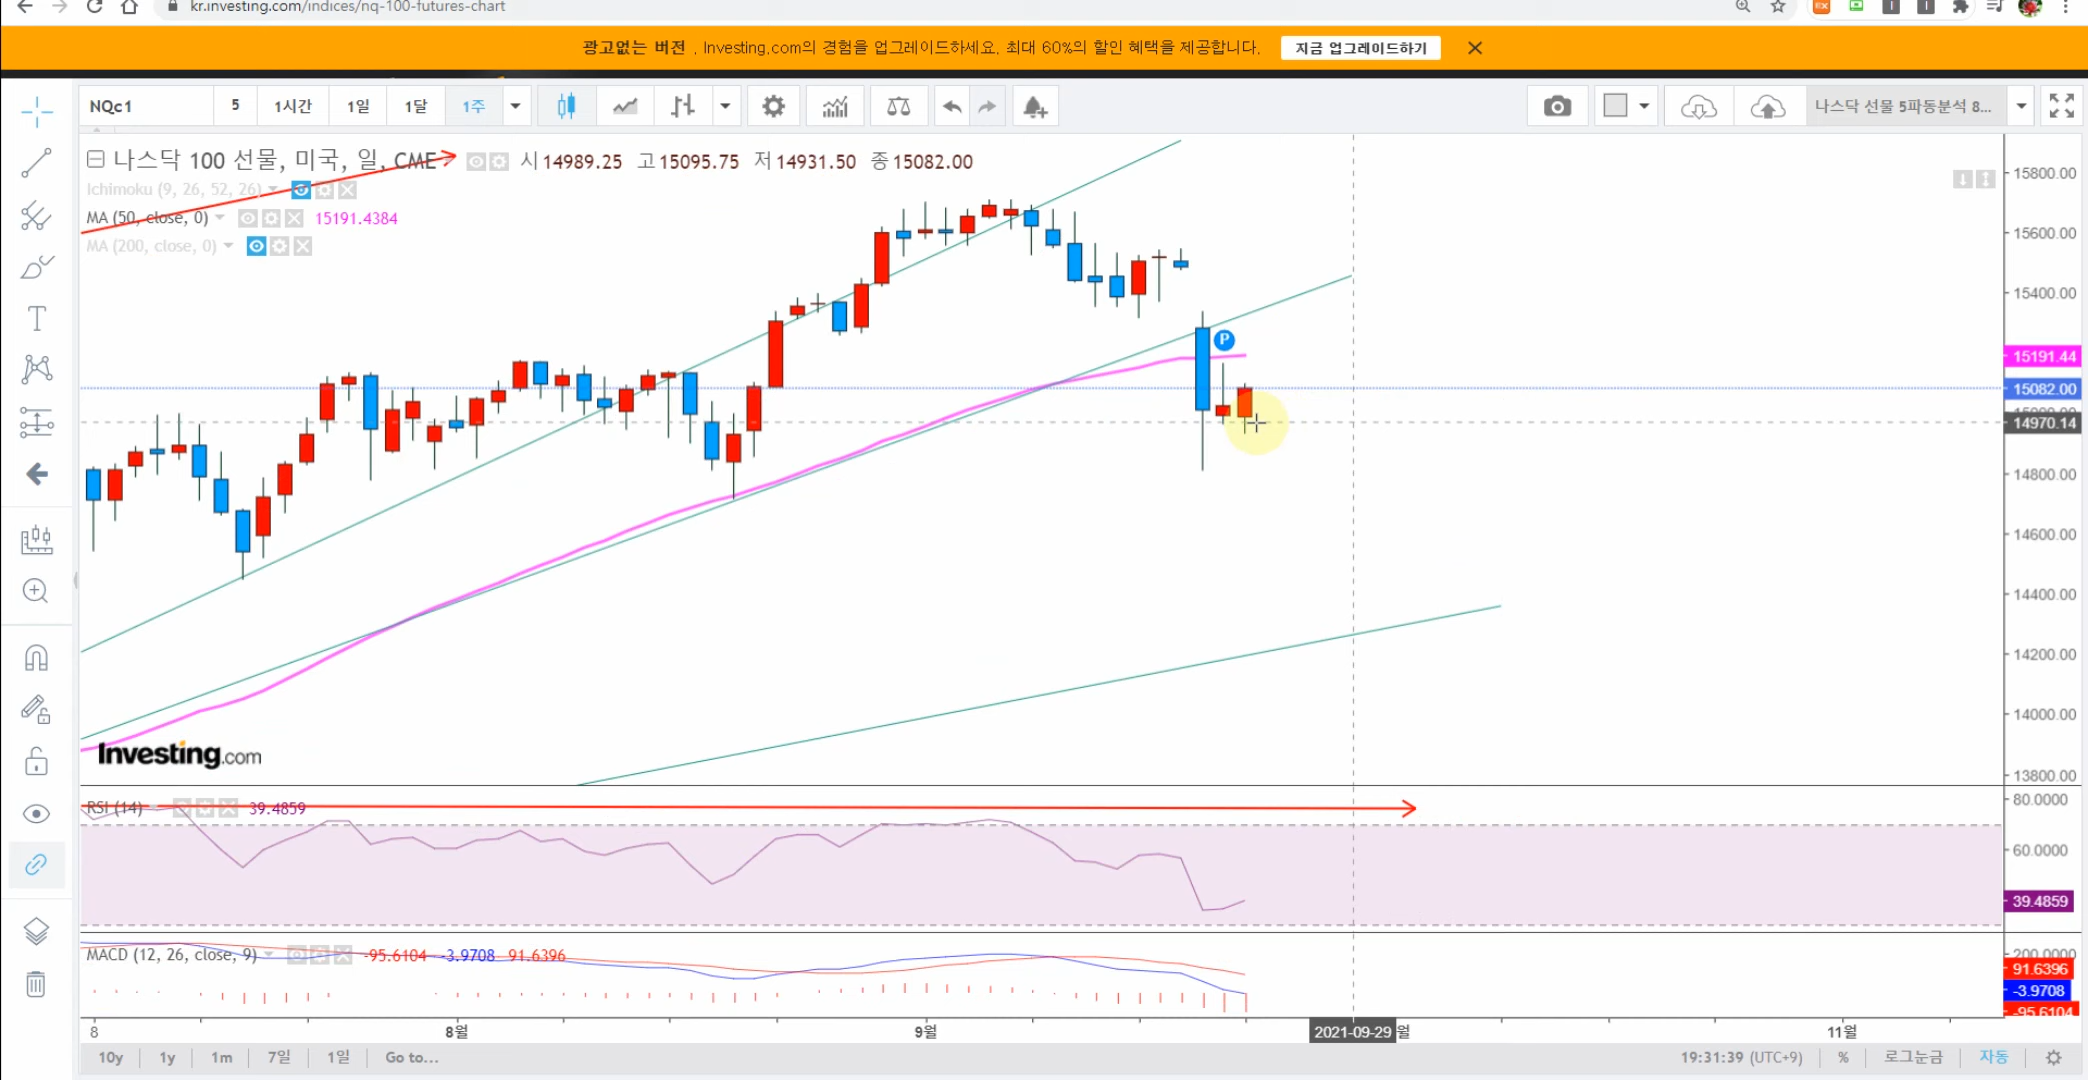 kr.investing.com/indices/nq-100-futures-chart
광고없는 버전 . Investing.com의 경험을 업그레이드하세요. 최대 60%의 할인 혜택을 제공합니다. 지금 업그레이드하기
NQc1 5 1시간 1일 1달 1주 나스닥 선물 5파동분석 8...
나스닥 100 선물, 미국, 일, CME 시 14989.25 고 15095.75 저 14931.50 종 15082.00
Ichimoku (9, 26, 52, 26)
MA (50, close, 0) 15191.4384
MA (200, close, 0)
P
15800.00
15600.00
15400.00
15191.44
15082.00
15000.00
14970.14
14800.00
14600.00
14400.00
14200.00
14000.00
13800.00
Investing.com
RSI (14) 39.4859
80.0000
60.0000
39.4859
MACD (12, 26, close, 9) -95.6104 -3.9708 91.6396
200.0000
91.6396
-3.9708
-95.6104
8 8월 9월 2021-09-29 월 11월
10y 1y 1m 7일 1일 Go to... 19:31:39 (UTC+9) % 로그눈금 자동